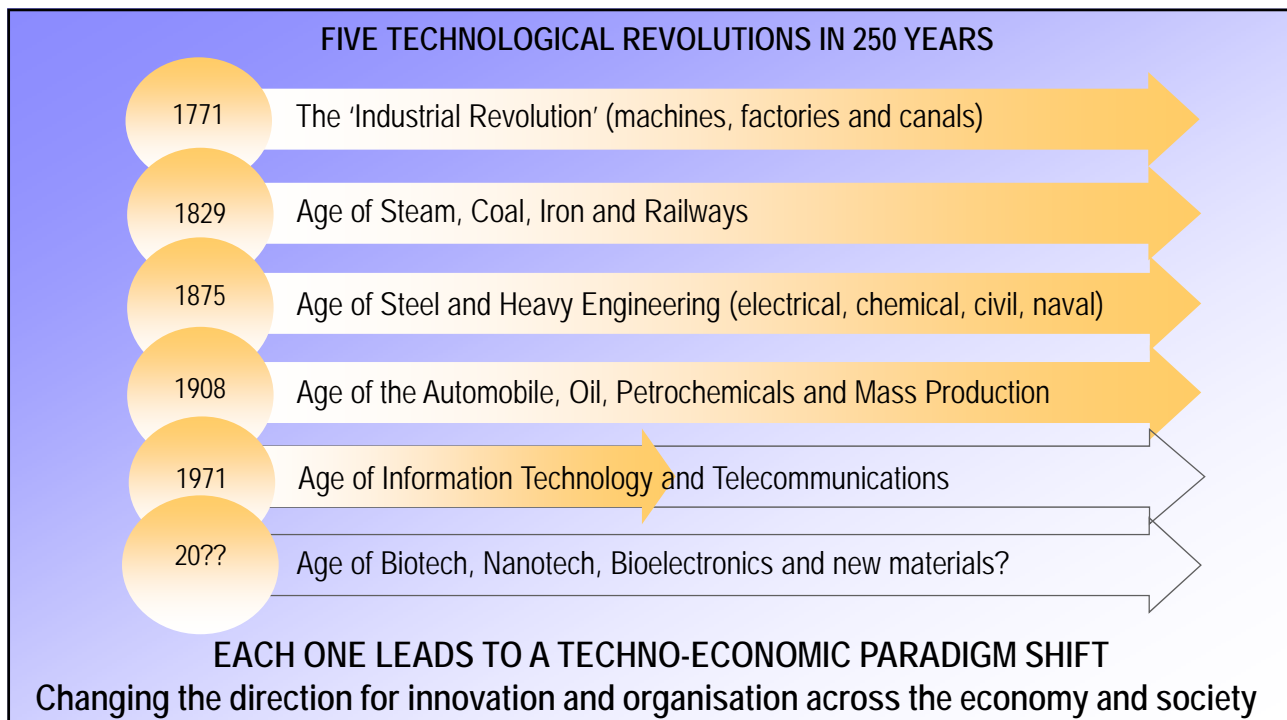 FIVE TECHNOLOGICAL REVOLUTIONS IN 250 YEARS
1771 The ‘Industrial Revolution’ (machines, factories and canals)
1829 Age of Steam, Coal, Iron and Railways
1875 Age of Steel and Heavy Engineering (electrical, chemical, civil, naval)
1908 Age of the Automobile, Oil, Petrochemicals and Mass Production
1971 Age of Information Technology and Telecommunications
20?? Age of Biotech, Nanotech, Bioelectronics and new materials?
EACH ONE LEADS TO A TECHNO-ECONOMIC PARADIGM SHIFT
Changing the direction for innovation and organisation across the economy and society